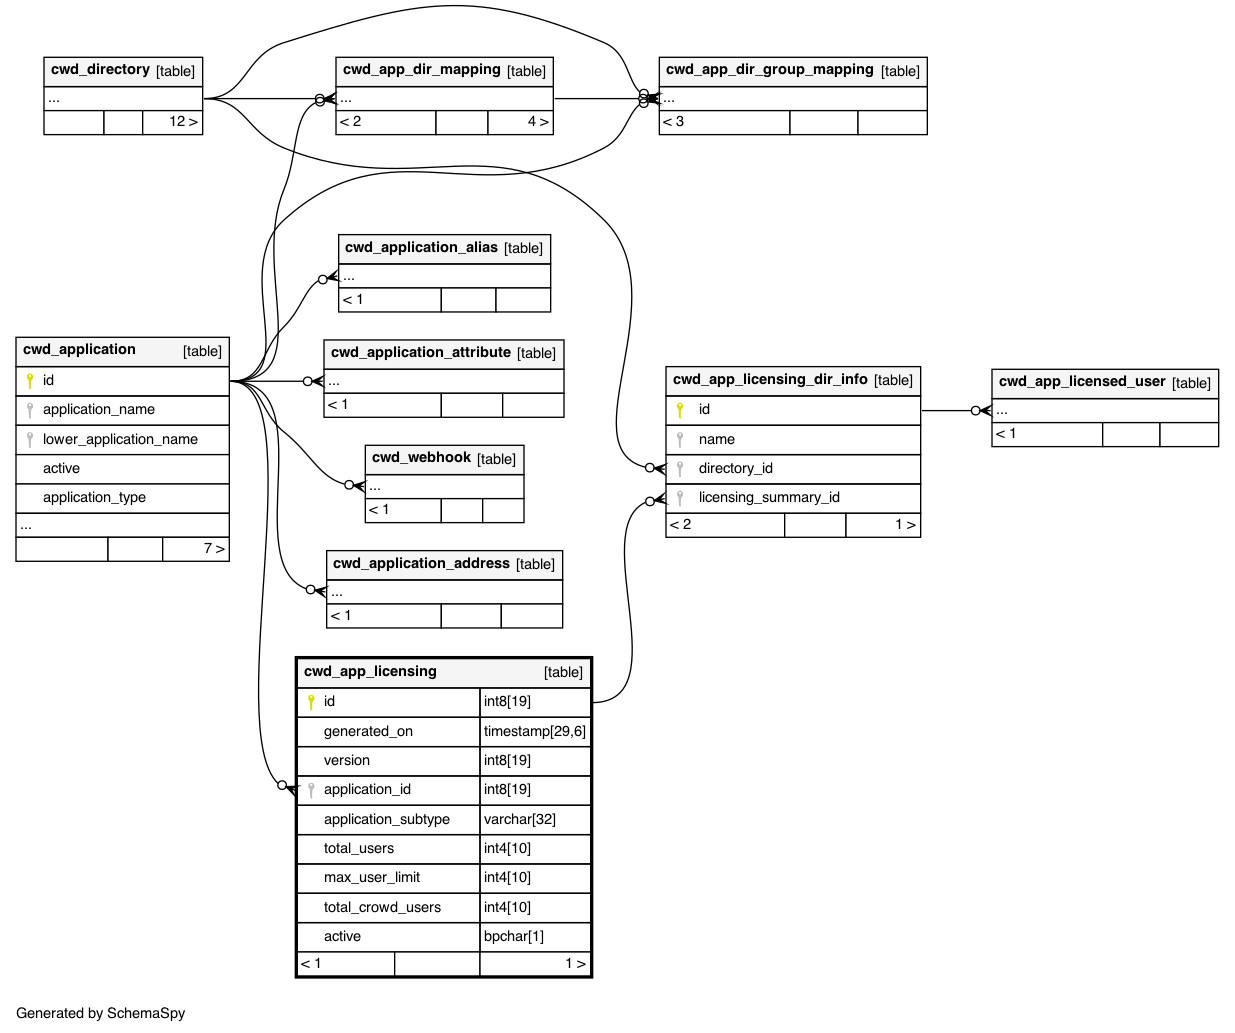 cwd_directory [table]
...
12 >
cwd_app_dir_mapping [table]
...
< 2 4 >
cwd_app_dir_group_mapping [table]
...
< 3
cwd_application_alias [table]
...
< 1
cwd_application [table]
id
application_name
lower_application_name
active
application_type
...
7 >
cwd_application_attribute [table]
...
< 1
cwd_webhook [table]
...
< 1
cwd_application_address [table]
...
< 1
cwd_app_licensing_dir_info [table]
id
name
directory_id
licensing_summary_id
< 2 1 >
cwd_app_licensed_user [table]
...
< 1
cwd_app_licensing [table]
id int8[19]
generated_on timestamp[29,6]
version int8[19]
application_id int8[19]
application_subtype varchar[32]
total_users int4[10]
max_user_limit int4[10]
total_crowd_users int4[10]
active bpchar[1]
< 1 1 >
Generated by SchemaSpy